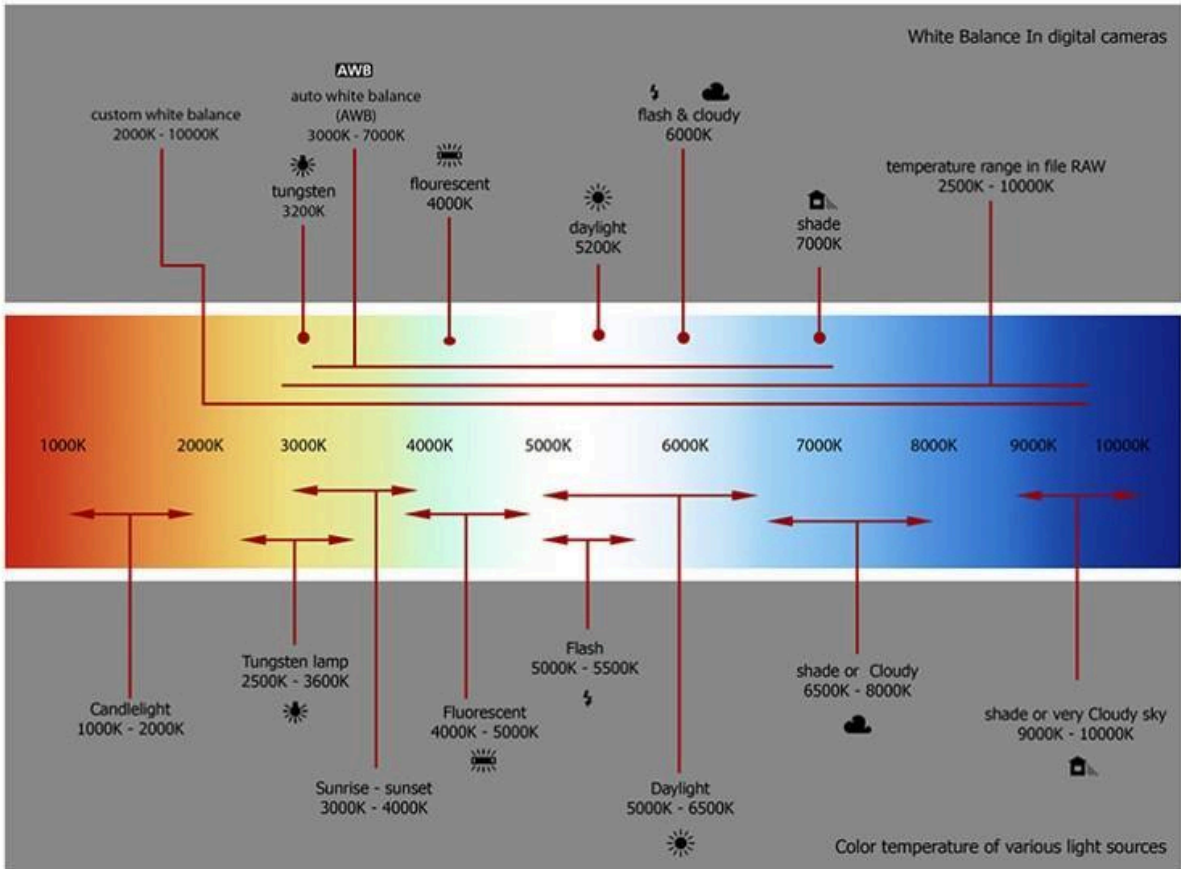 White Balance In digital cameras
AWB
auto white balance
(AWB)
3000K - 7000K
custom white balance
2000K - 10000K
tungsten
3200K
flourescent
4000K
daylight
5200K
flash & cloudy
6000K
shade
7000K
temperature range in file RAW
2500K - 10000K
1000K 2000K 3000K 4000K 5000K 6000K 7000K 8000K 9000K 10000K
Candlelight
1000K - 2000K
Tungsten lamp
2500K - 3600K
Sunrise - sunset
3000K - 4000K
Fluorescent
4000K - 5000K
Flash
5000K - 5500K
Daylight
5000K - 6500K
shade or Cloudy
6500K - 8000K
shade or very Cloudy sky
9000K - 10000K
Color temperature of various light sources